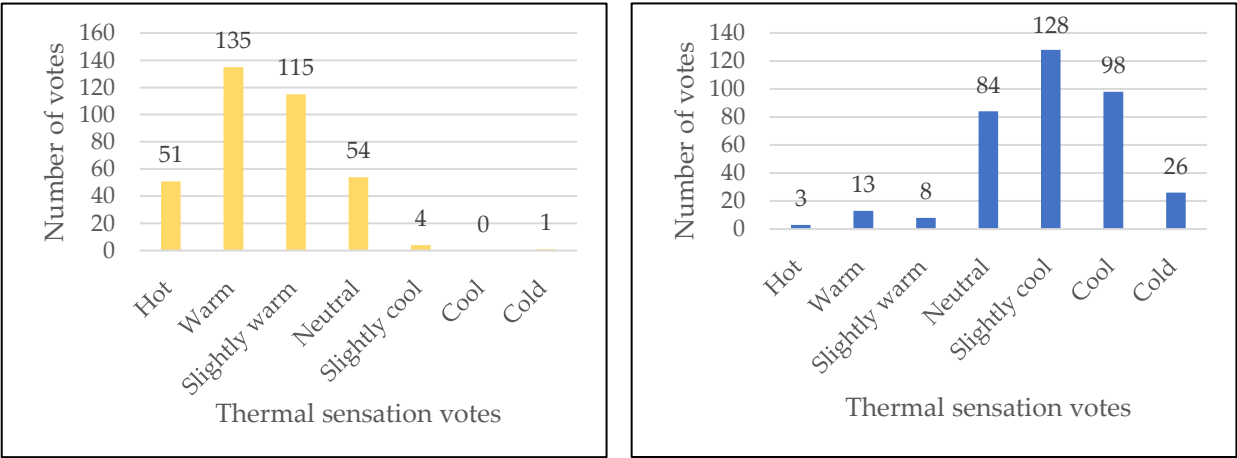 Number of votes
160
140
120
100
80
60
40
20
0
51
135
115
54
4
0
1
Hot
Warm
Slightly warm
Neutral
Slightly cool
Cool
Cold
Thermal sensation votes
Number of votes
140
120
100
80
60
40
20
0
3
13
8
84
128
98
26
Hot
Warm
Slightly warm
Neutral
Slightly cool
Cool
Cold
Thermal sensation votes